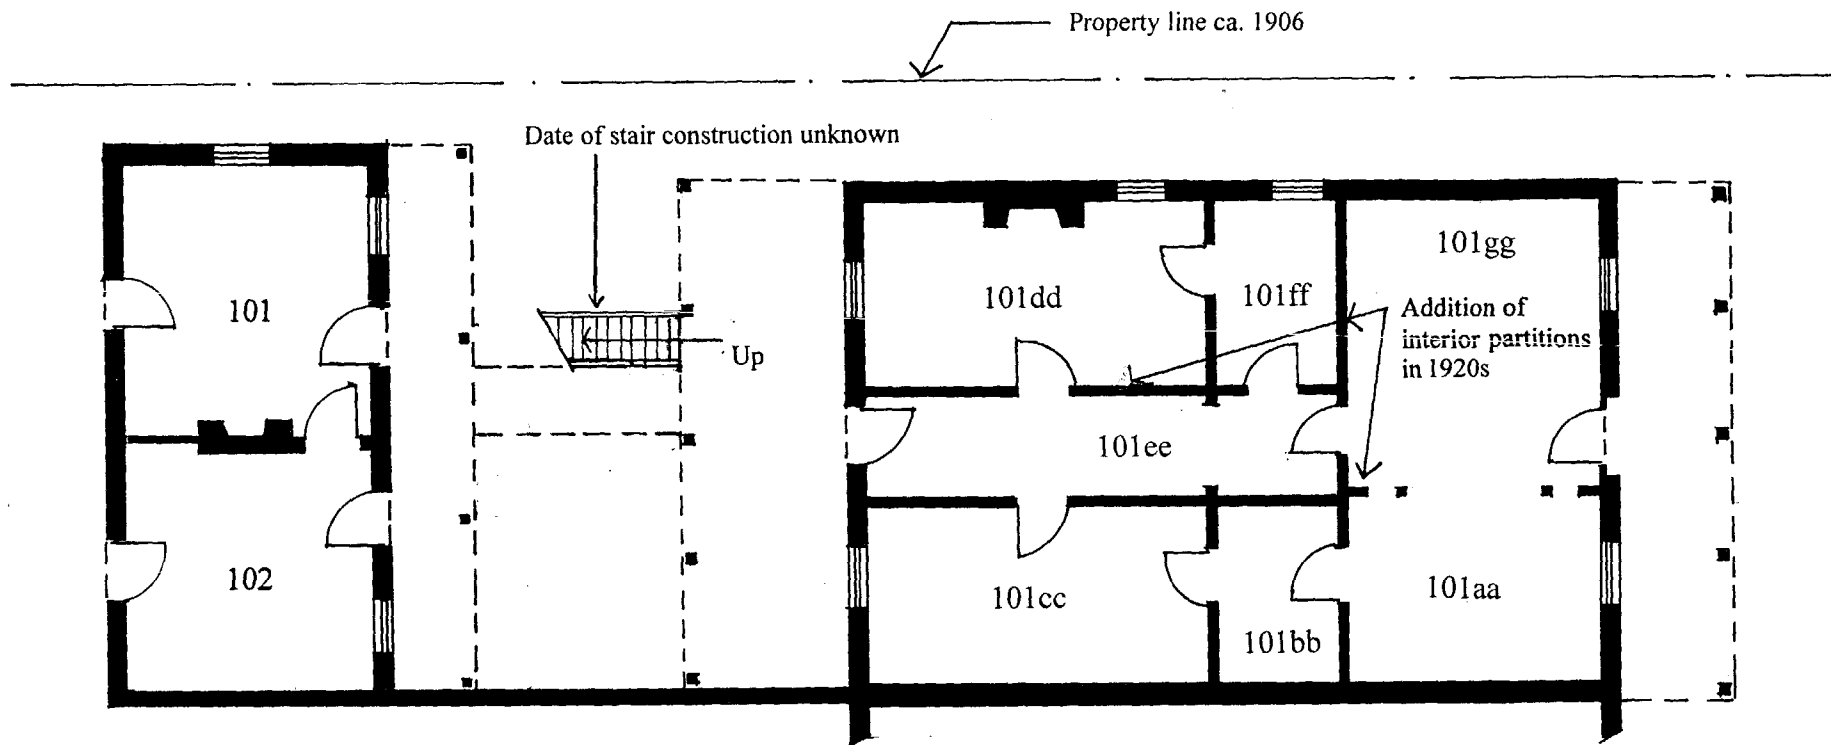 Property line ca. 1906
Date of stair construction unknown
101gg
101
101dd
101ff
Addition of
interior partitions
in 1920s
Up
101ee
102
101cc
101aa
101bb